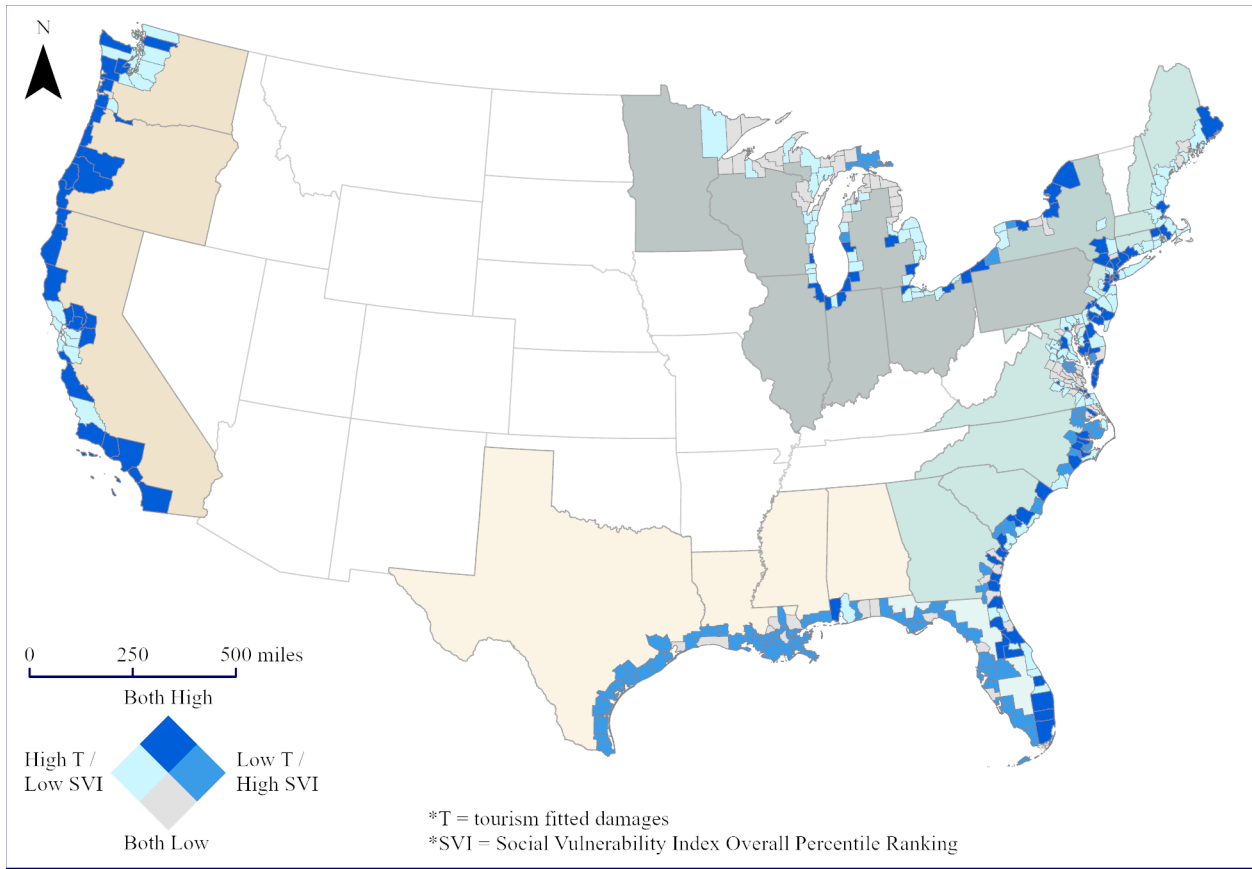 N
0 250 500 miles
Both High
High T /
Low SVI
Low T /
High SVI
Both Low
*T = tourism fitted damages
*SVI = Social Vulnerability Index Overall Percentile Ranking